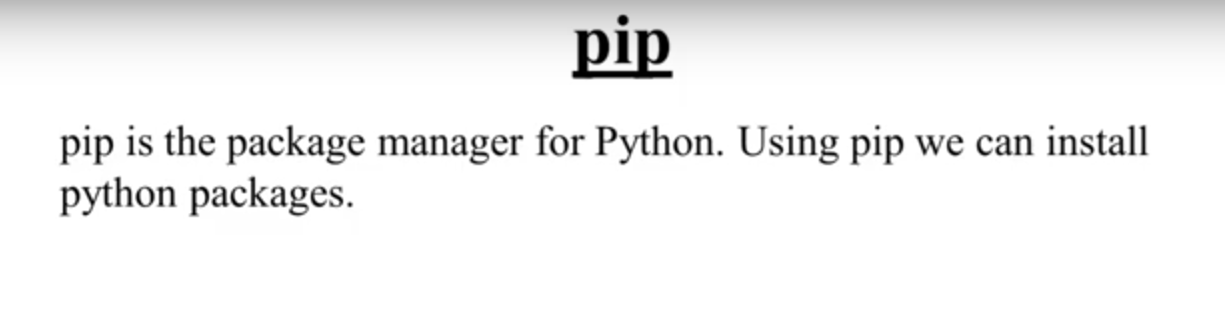 pip
pip is the package manager for Python. Using pip we can install
python packages.